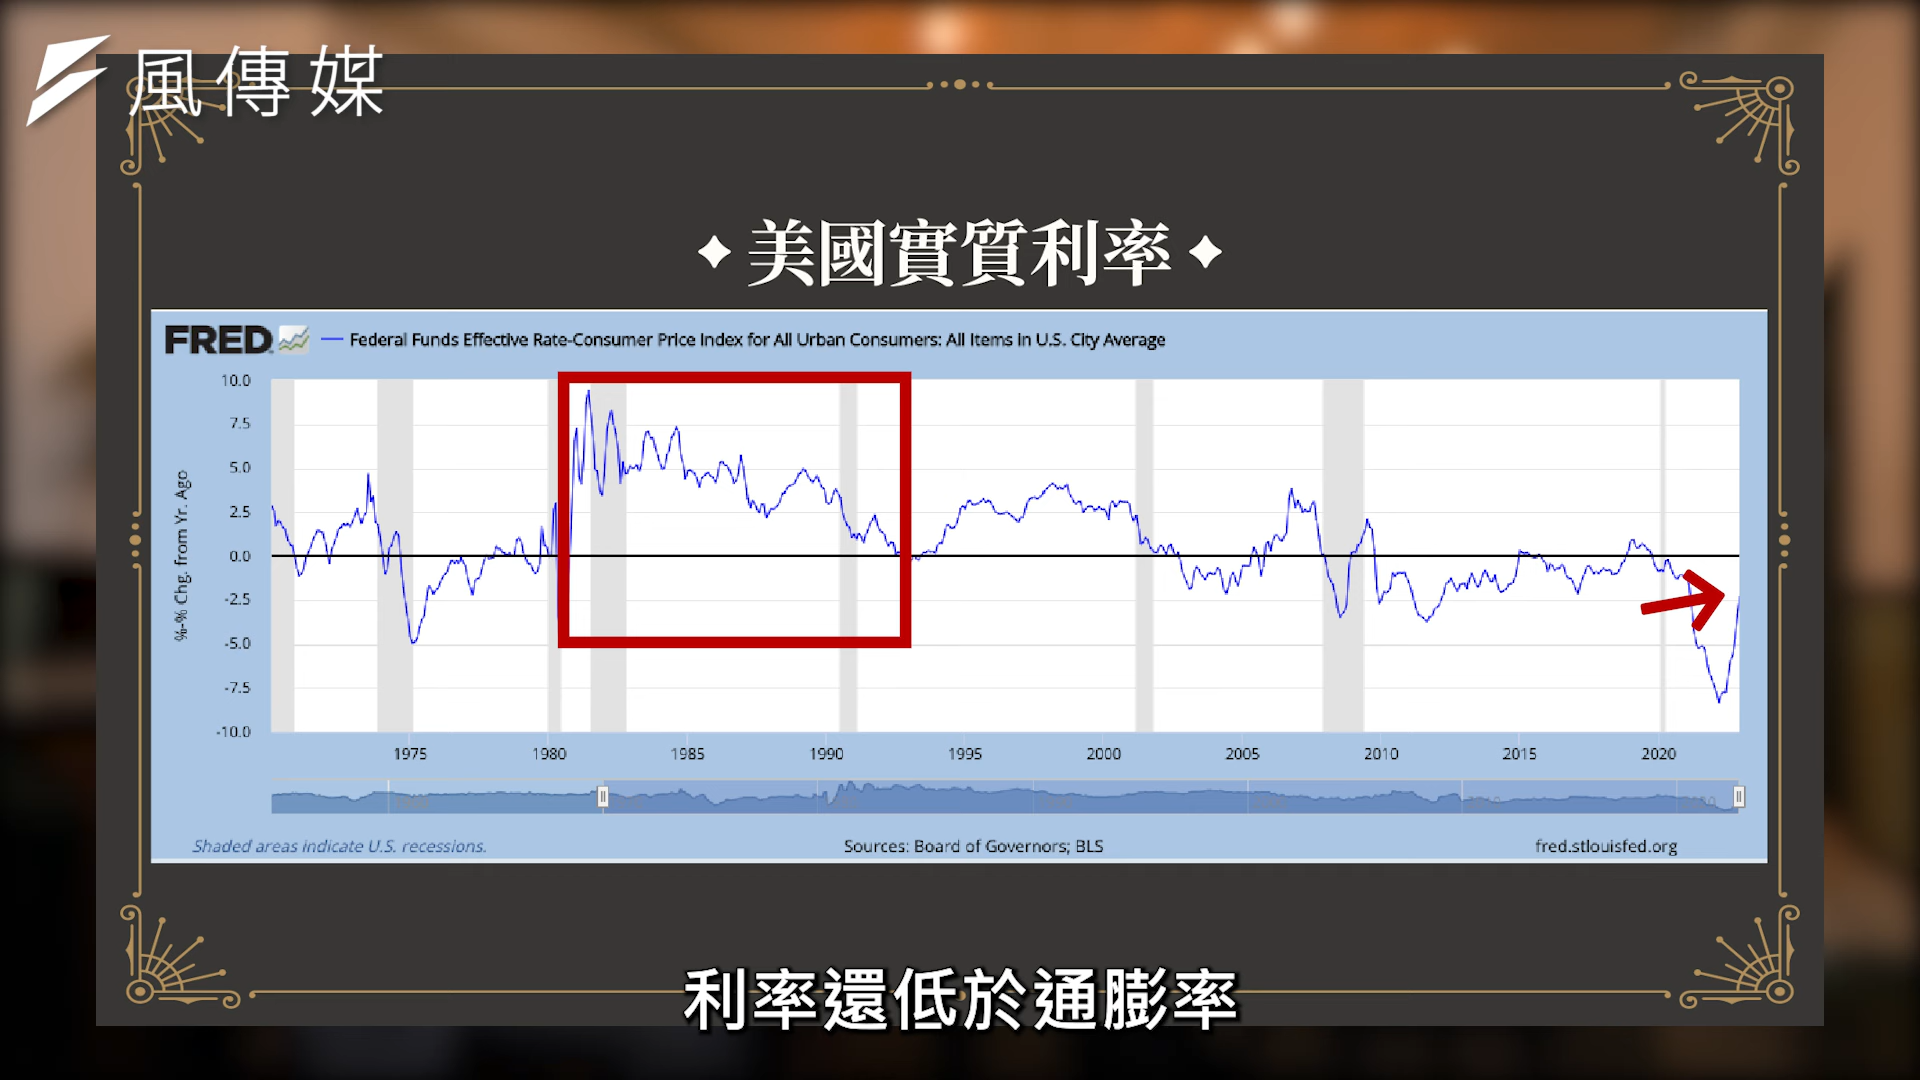 風傳媒
美國實質利率
FRED
Federal Funds Effective Rate-Consumer Price Index for All Urban Consumers: All Items in U.S. City Average
%-% Chg. from Yr. Ago
10.0
7.5
5.0
2.5
0.0
-2.5
-5.0
-7.5
-10.0
1975 1980 1985 1990 1995 2000 2005 2010 2015 2020
Shaded areas indicate U.S. recessions.
Sources: Board of Governors; BLS
fred.stlouisfed.org
利率還低於通膨率